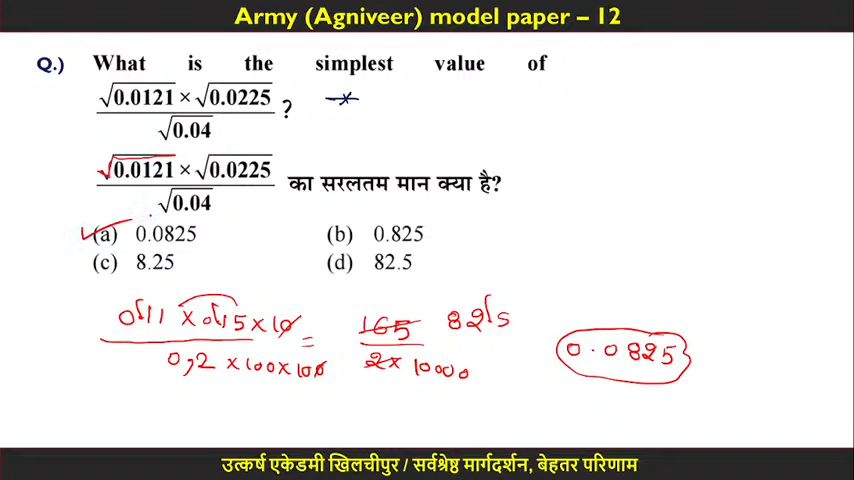 Army (Agniveer) model paper – 12
Q.) What is the simplest value of
√0.0121 × √0.0225
√0.04
?
√0.0121 × √0.0225
√0.04
का सरलतम मान क्या है?
(a) 0.0825 (b) 0.825
(c) 8.25 (d) 82.5
0.11 × 0.15 × 10 = 165 82.5
0.2 × 100 × 100 2 × 10000
0.0825
उत्कर्ष एकेडमी खिलचीपुर / सर्वश्रेष्ठ मार्गदर्शन, बेहतर परिणाम